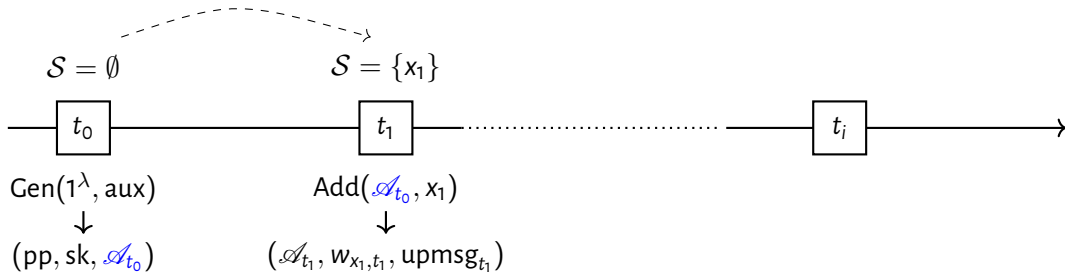 𝒮 = ∅
𝒮 = {x₁}
t₀
t₁
tᵢ
Gen(1^λ, aux)
Add(𝒜_{t₀}, x₁)
(pp, sk, 𝒜_{t₀})
(𝒜_{t₁}, w_{x₁,t₁}, upmsg_{t₁})